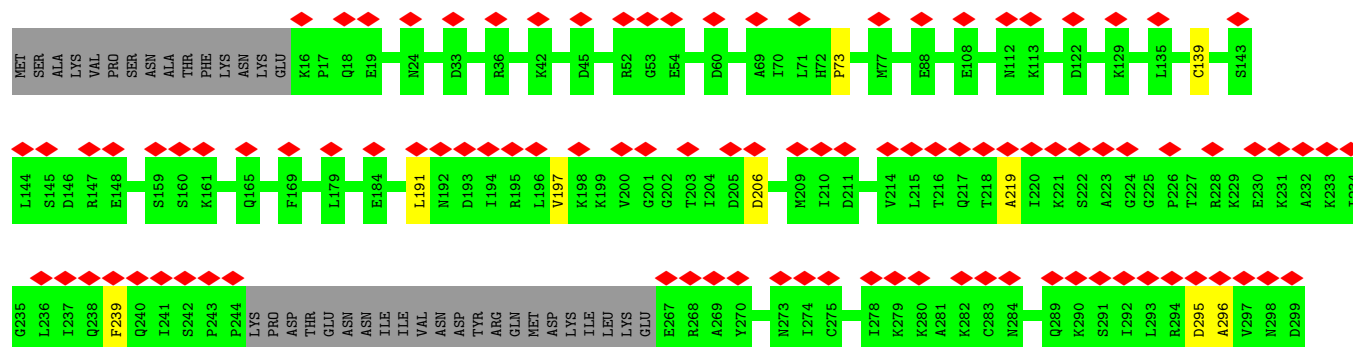 MET SER ALA LYS VAL PRO SER ASN ALA THR PHE LYS ASN LYS GLU K16 P17 Q18 E19 N24 D33 R36 K42 D45 R52 G53 E54 D60 A69 I70 L71 H72 P73 M77 E88 E108 N112 K113 D122 K129 L135 C139 S143
L144 S145 D146 R147 E148 S159 S160 K161 Q165 F169 L179 E184 L191 N192 D193 I194 R195 L196 V197 K198 K199 V200 G201 G202 T203 I204 D205 D206 M209 I210 D211 V214 L215 T216 Q217 T218 A219 I220 K221 S222 A223 G224 G225 P226 T227 R228 K229 E230 K231 A232 K233 I234
G235 L236 I237 Q238 F239 Q240 I241 S242 P243 P244 LYS PRO ASP THR GLU ASN ASN ILE ILE VAL ASN ASP TYR ARG GLN MET ASP LYS ILE LEU LYS GLU E267 R268 A269 Y270 N273 I274 C275 I278 K279 K280 A281 K282 C283 N284 Q289 K290 S291 I292 L293 R294 D295 A296 V297 N298 D299